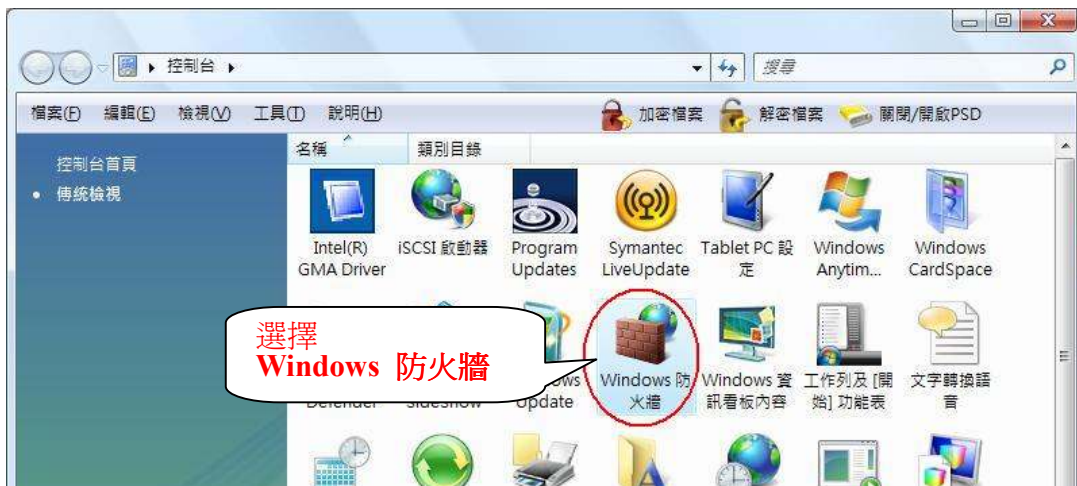 控制台
搜尋
檔案(F) 編輯(E) 檢視(V) 工具(T) 說明(H) 加密檔案 解密檔案 關閉/開啟PSD
控制台首頁
• 傳統檢視
名稱 類別目錄
Intel(R)
GMA Driver
iSCSI 啟動器
Program
Updates
Symantec
LiveUpdate
Tablet PC 設
定
Windows
Anytim...
Windows
CardSpace
選擇
Windows 防火牆
Defender
SideShow
Update
Windows 防
火牆
Windows 資
訊看板內容
工作列及 [開
始] 功能表
文字轉換語
音